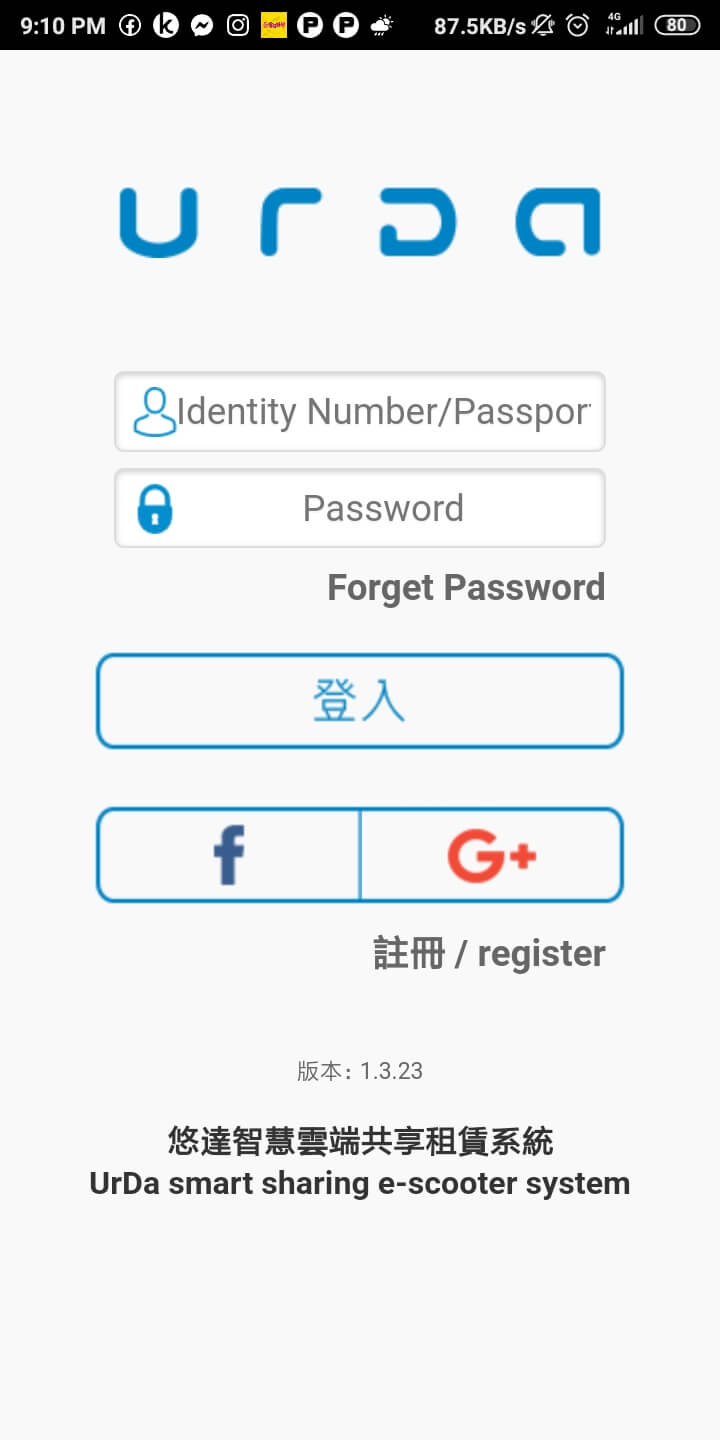 9:10 PM 87.5KB/s 4G 80
urDa
Identity Number/Passpor
Password
Forget Password
登入
f G+
註冊 / register
版本: 1.3.23
悠達智慧雲端共享租賃系統
UrDa smart sharing e-scooter system